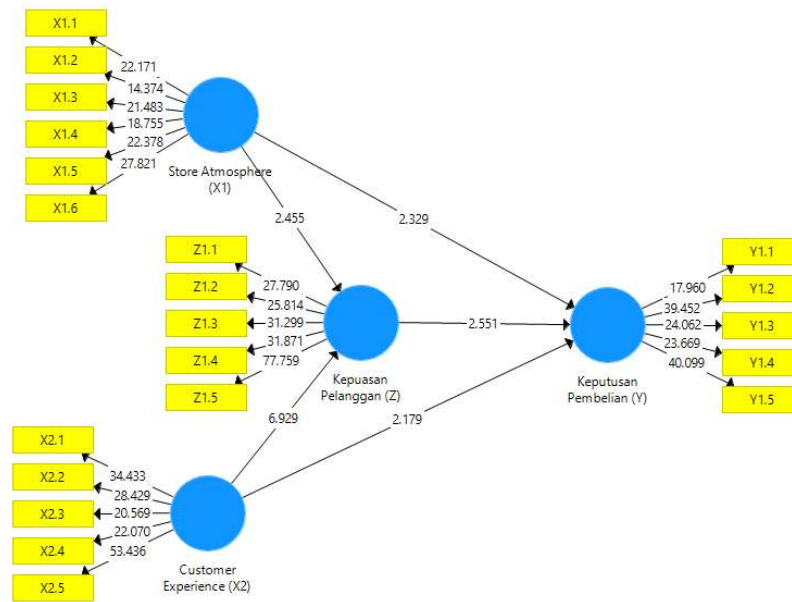 X1.1
X1.2
X1.3
X1.4
X1.5
X1.6
22.171
14.374
21.483
18.755
22.378
27.821
Store Atmosphere
(X1)
2.455
2.329
Z1.1
Z1.2
Z1.3
Z1.4
Z1.5
27.790
25.814
31.299
31.871
77.759
Kepuasan
Pelanggan (Z)
2.551
Keputusan
Pembelian (Y)
17.960
39.452
24.062
23.669
40.099
Y1.1
Y1.2
Y1.3
Y1.4
Y1.5
6.929
2.179
X2.1
X2.2
X2.3
X2.4
X2.5
34.433
28.429
20.569
22.070
53.436
Customer
Experience (X2)